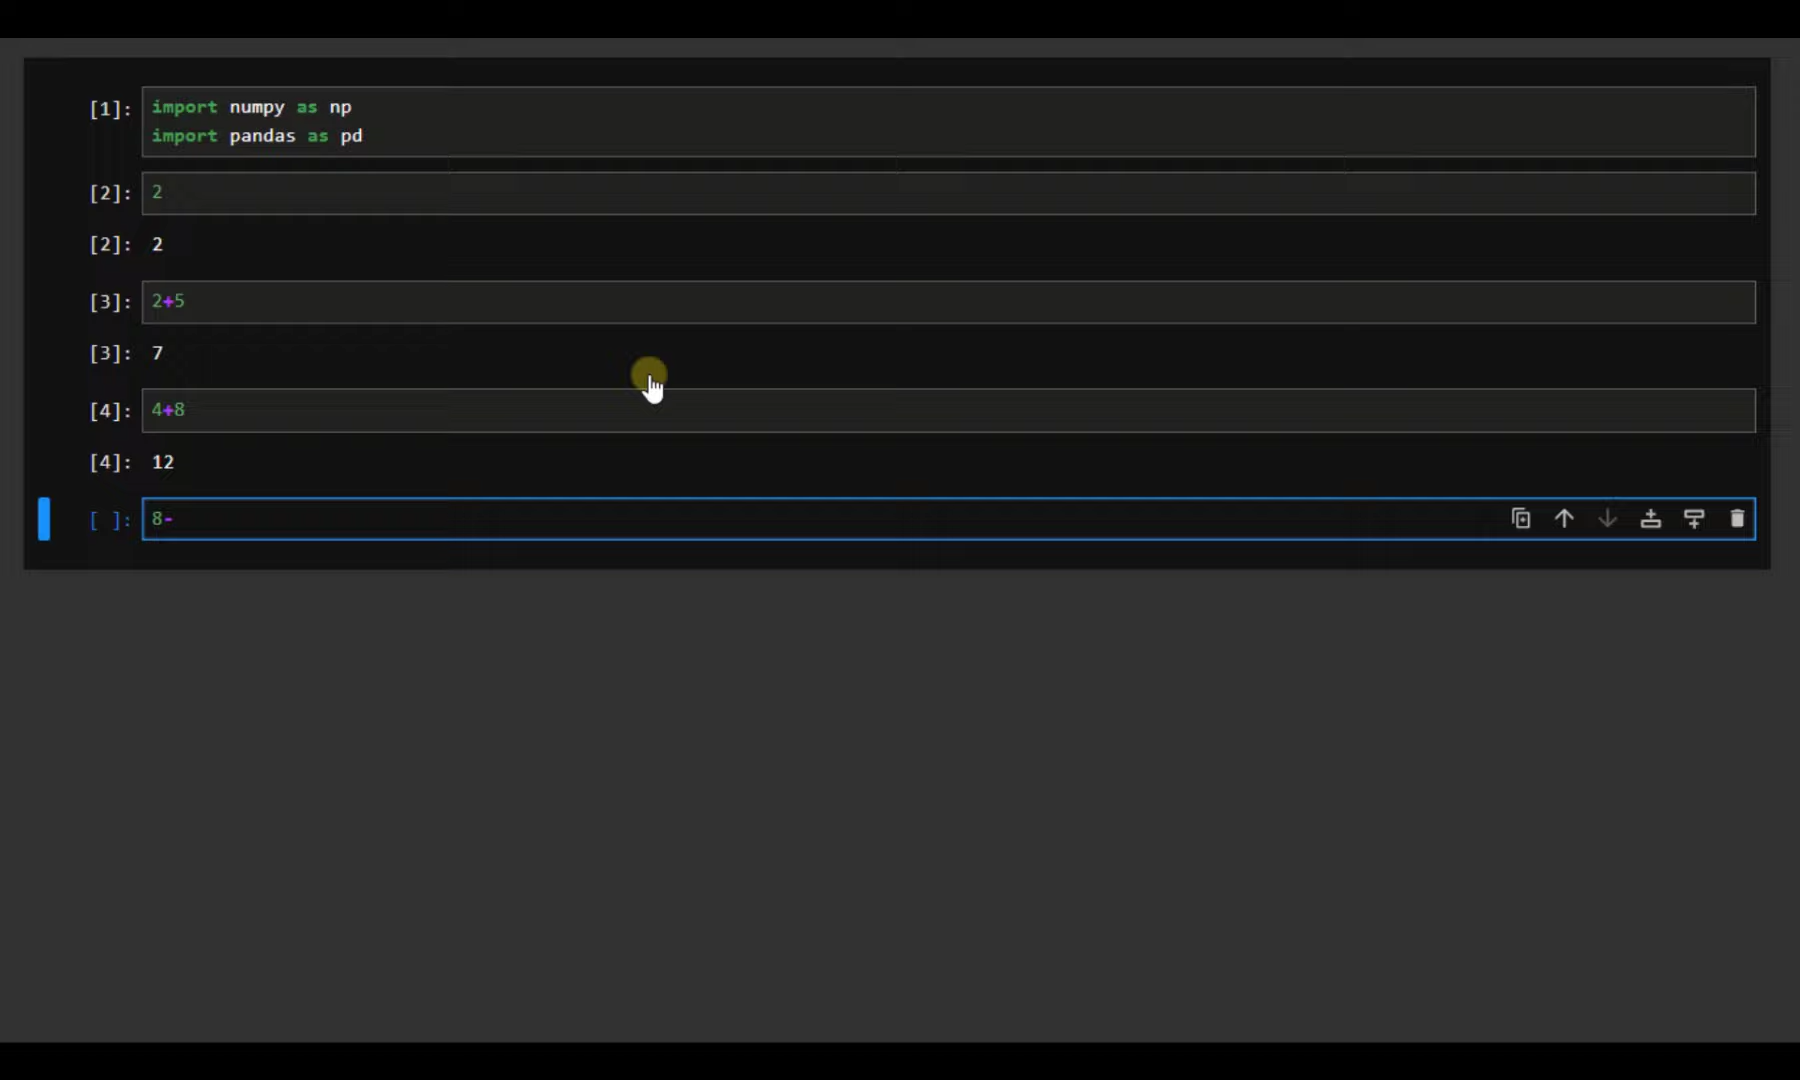 [1]: import numpy as np
import pandas as pd
[2]: 2
[2]: 2
[3]: 2+5
[3]: 7
[4]: 4+8
[4]: 12
[ ]: 8-